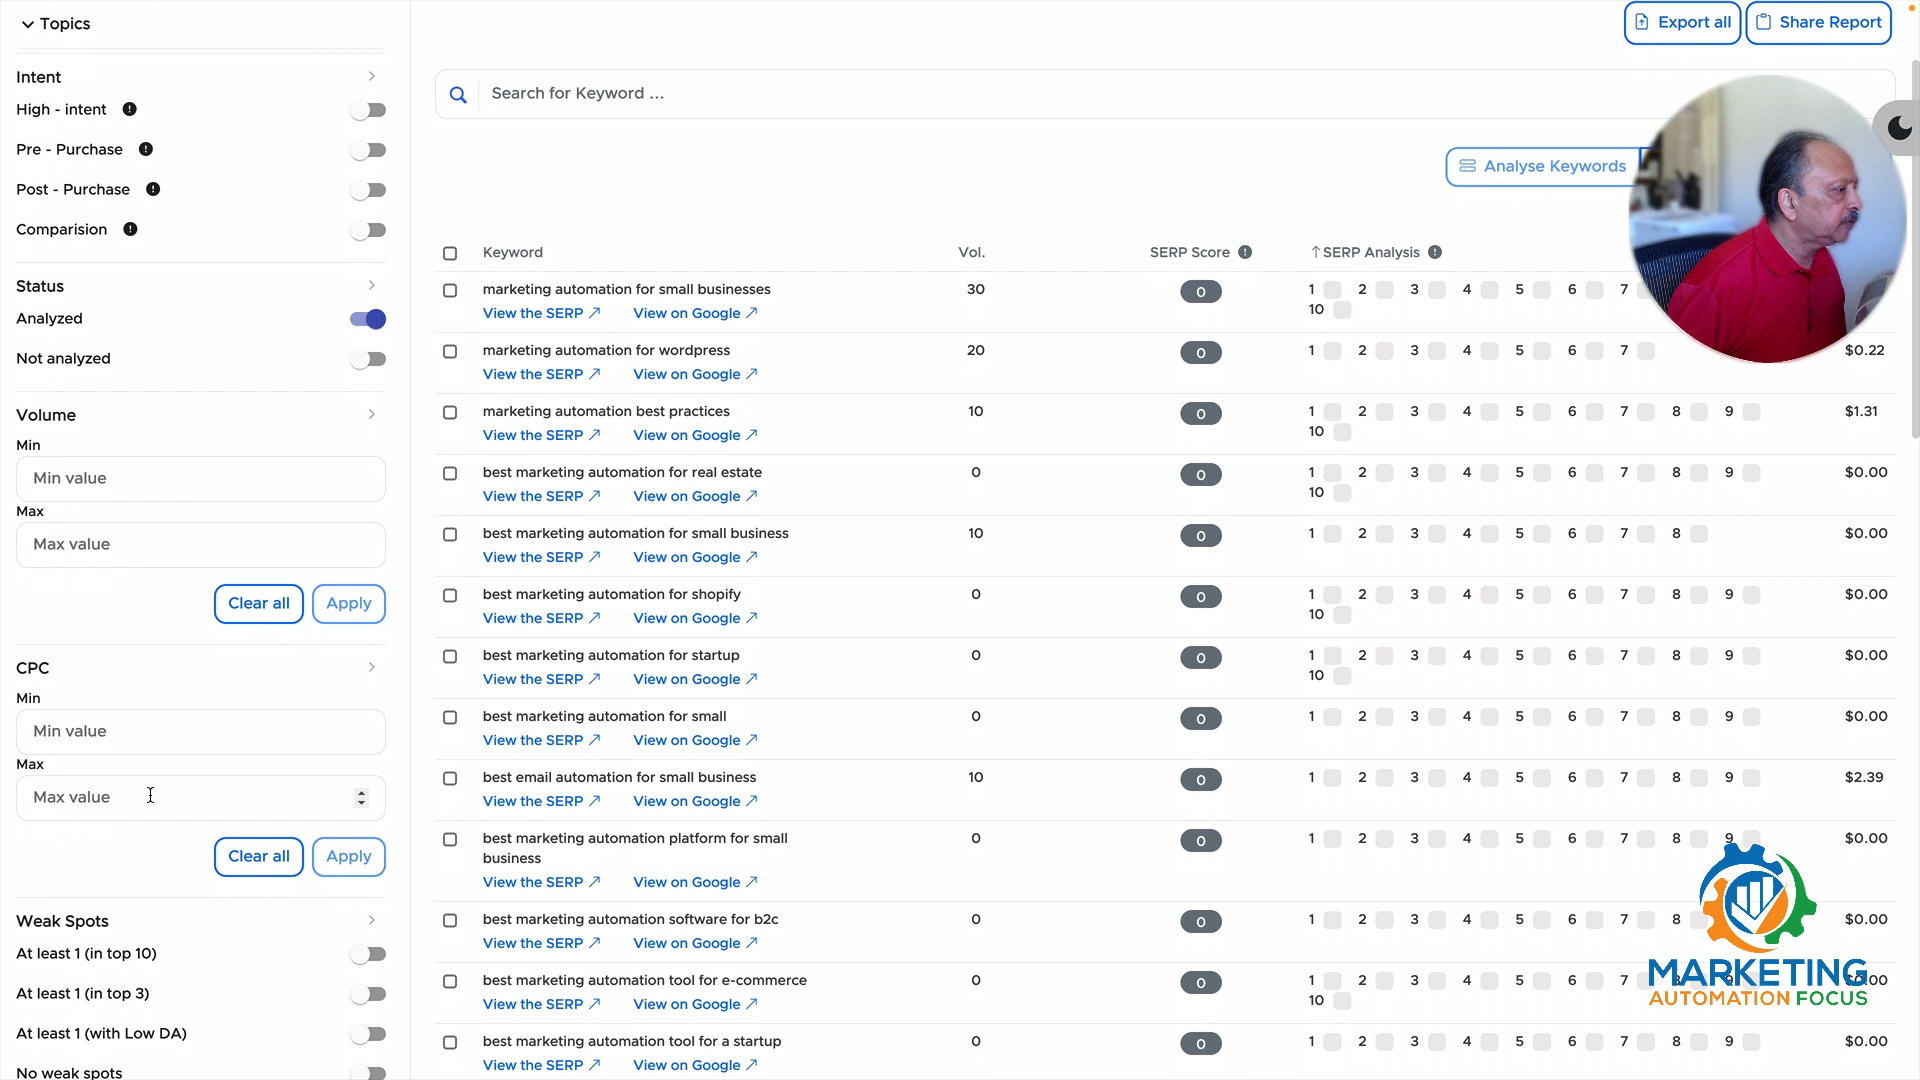 Topics
Export all
Share Report
Intent
High - intent
Pre - Purchase
Post - Purchase
Comparision
Status
Analyzed
Not analyzed
Volume
Min
Min value
Max
Max value
Clear all
Apply
CPC
Min
Min value
Max
Max value
Clear all
Apply
Weak Spots
At least 1 (in top 10)
At least 1 (in top 3)
At least 1 (with Low DA)
No weak spots
Search for Keyword ...
Analyse Keywords
Keyword Vol. SERP Score ↑SERP Analysis
marketing automation for small businesses 30 0 1 2 3 4 5 6 7
10
View the SERP View on Google
marketing automation for wordpress 20 0 1 2 3 4 5 6 7 $0.22
View the SERP View on Google
marketing automation best practices 10 0 1 2 3 4 5 6 7 8 9 $1.31
10
View the SERP View on Google
best marketing automation for real estate 0 0 1 2 3 4 5 6 7 8 9 $0.00
10
View the SERP View on Google
best marketing automation for small business 10 0 1 2 3 4 5 6 7 8 $0.00
View the SERP View on Google
best marketing automation for shopify 0 0 1 2 3 4 5 6 7 8 9 $0.00
10
View the SERP View on Google
best marketing automation for startup 0 0 1 2 3 4 5 6 7 8 9 $0.00
10
View the SERP View on Google
best marketing automation for small 0 0 1 2 3 4 5 6 7 8 9 $0.00
View the SERP View on Google
best email automation for small business 10 0 1 2 3 4 5 6 7 8 9 $2.39
View the SERP View on Google
best marketing automation platform for small 0 0 1 2 3 4 5 6 7 8 9 $0.00
business
View the SERP View on Google
best marketing automation software for b2c 0 0 1 2 3 4 5 6 7 8 $0.00
View the SERP View on Google
best marketing automation tool for e-commerce 0 0 1 2 3 4 5 6 7
10
View the SERP View on Google
best marketing automation tool for a startup 0 0 1 2 3 4 5 6 7 8 9 $0.00
View the SERP View on Google
MARKETING
AUTOMATION FOCUS